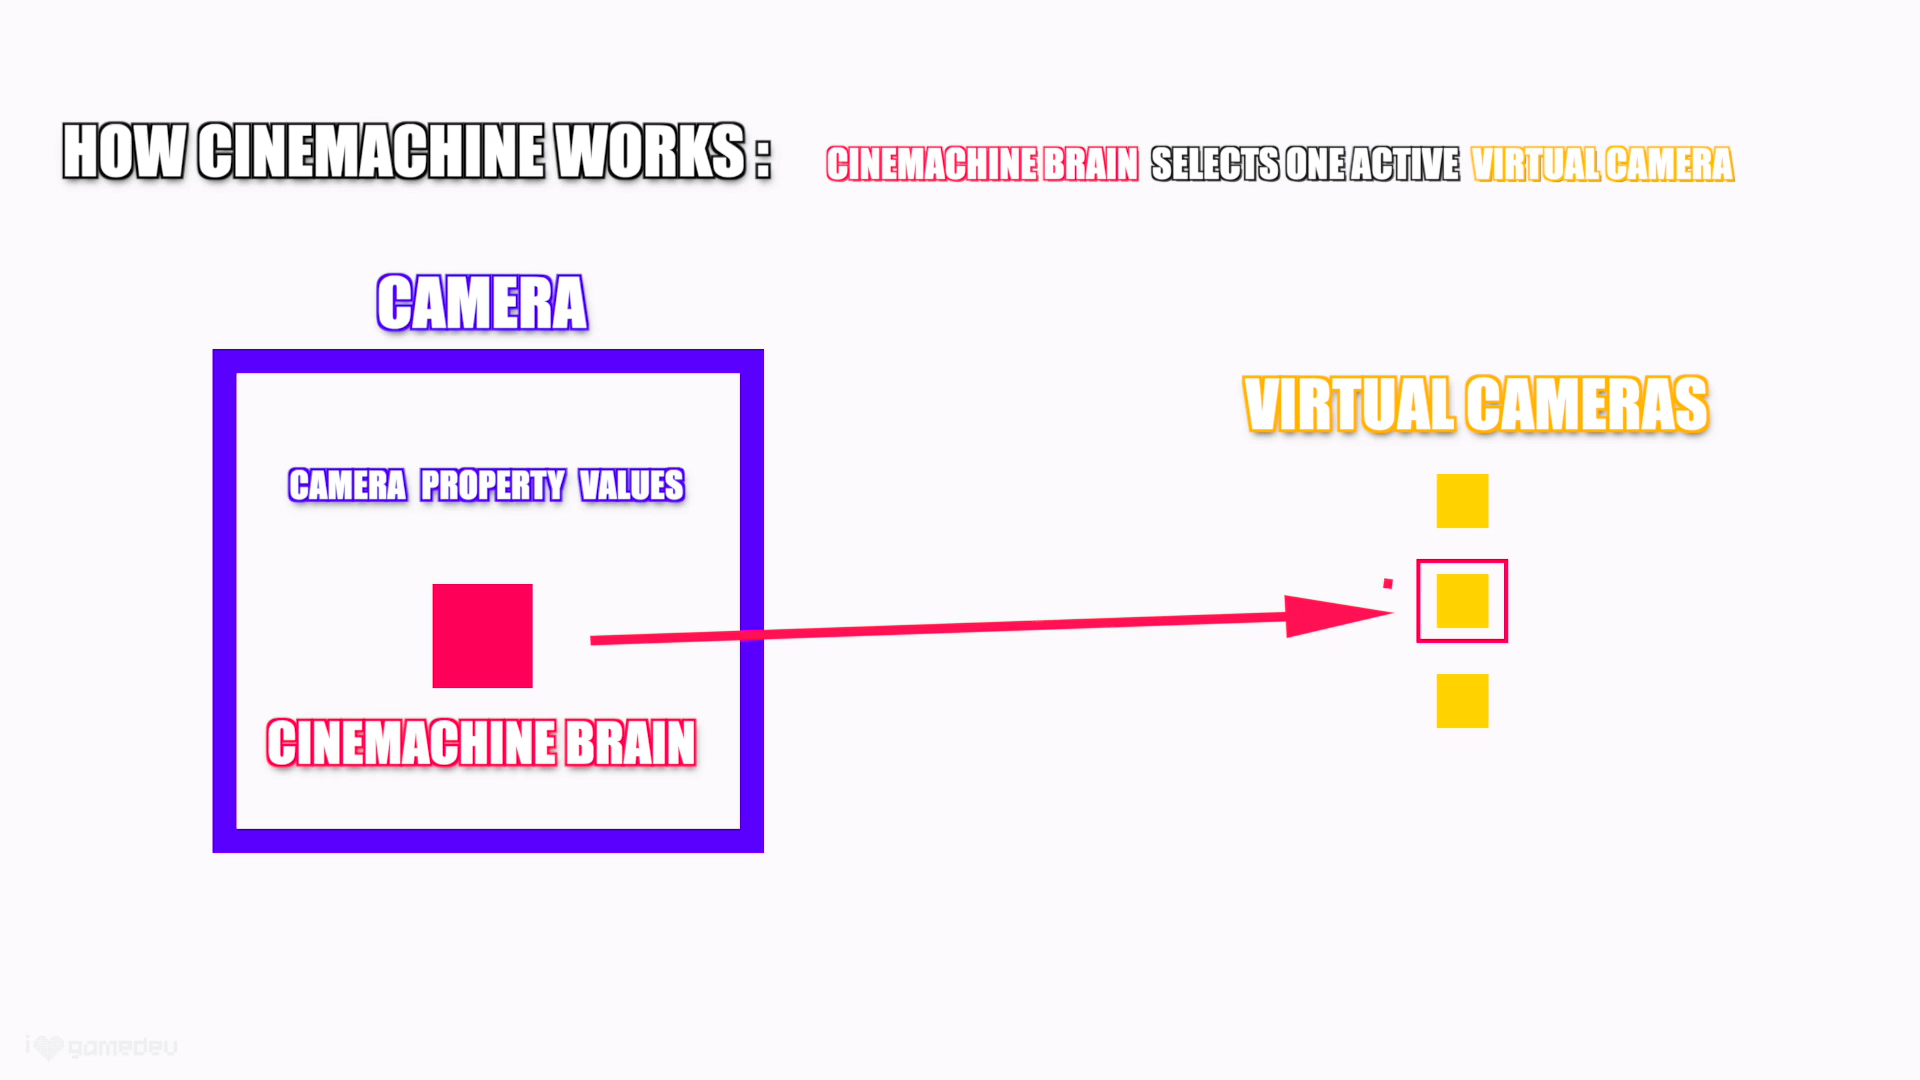 HOW CINEMACHINE WORKS :
CINEMACHINE BRAIN SELECTS ONE ACTIVE VIRTUAL CAMERA
CAMERA
VIRTUAL CAMERAS
CAMERA PROPERTY VALUES
CINEMACHINE BRAIN
i gamedev